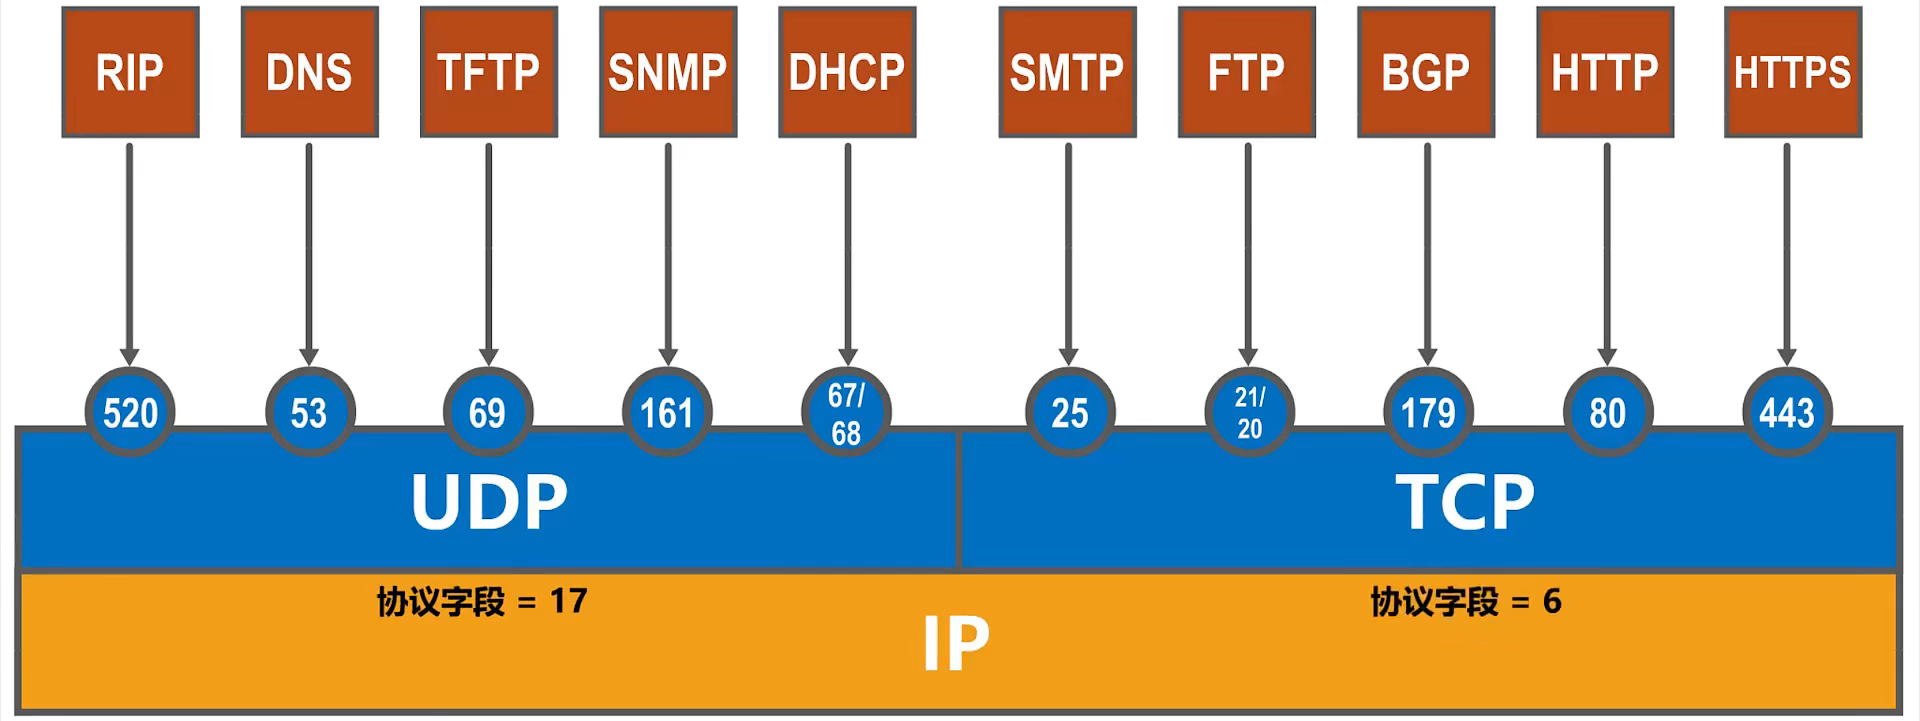 RIP
DNS
TFTP
SNMP
DHCP
SMTP
FTP
BGP
HTTP
HTTPS
520
53
69
161
67/
68
25
21/
20
179
80
443
UDP
TCP
协议字段 = 17
协议字段 = 6
IP